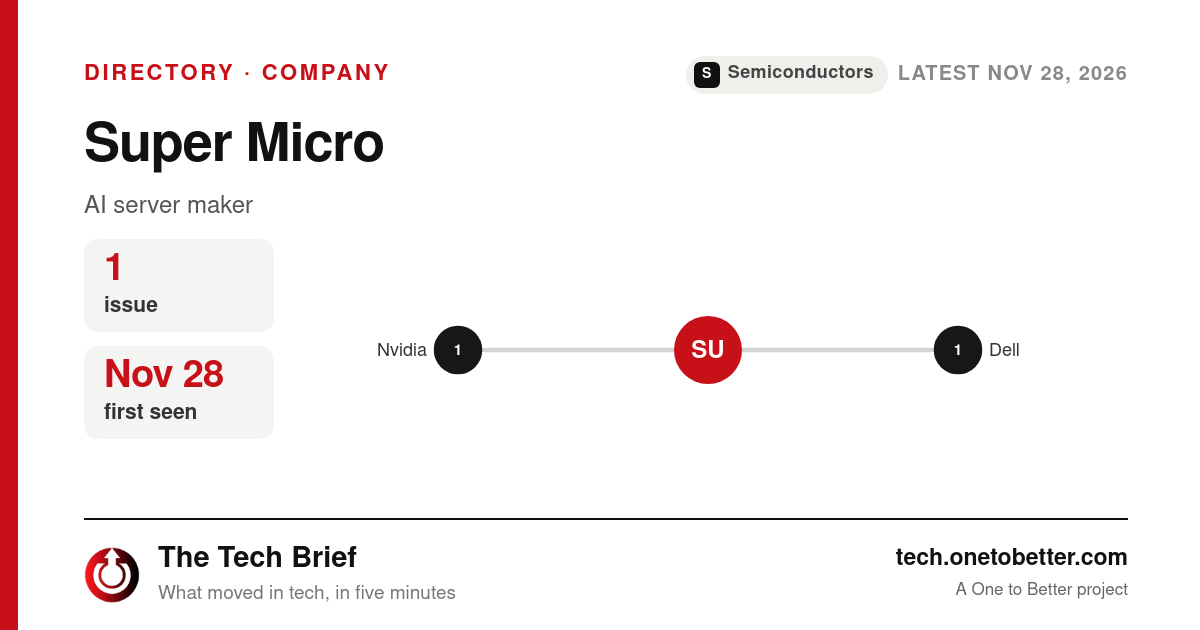 DIRECTORY · COMPANY
S Semiconductors LATEST NOV 28, 2026
Super Micro
AI server maker
1
issue
Nov 28
first seen
Nvidia 1 SU 1 Dell
The Tech Brief
What moved in tech, in five minutes
tech.onetobetter.com
A One to Better project